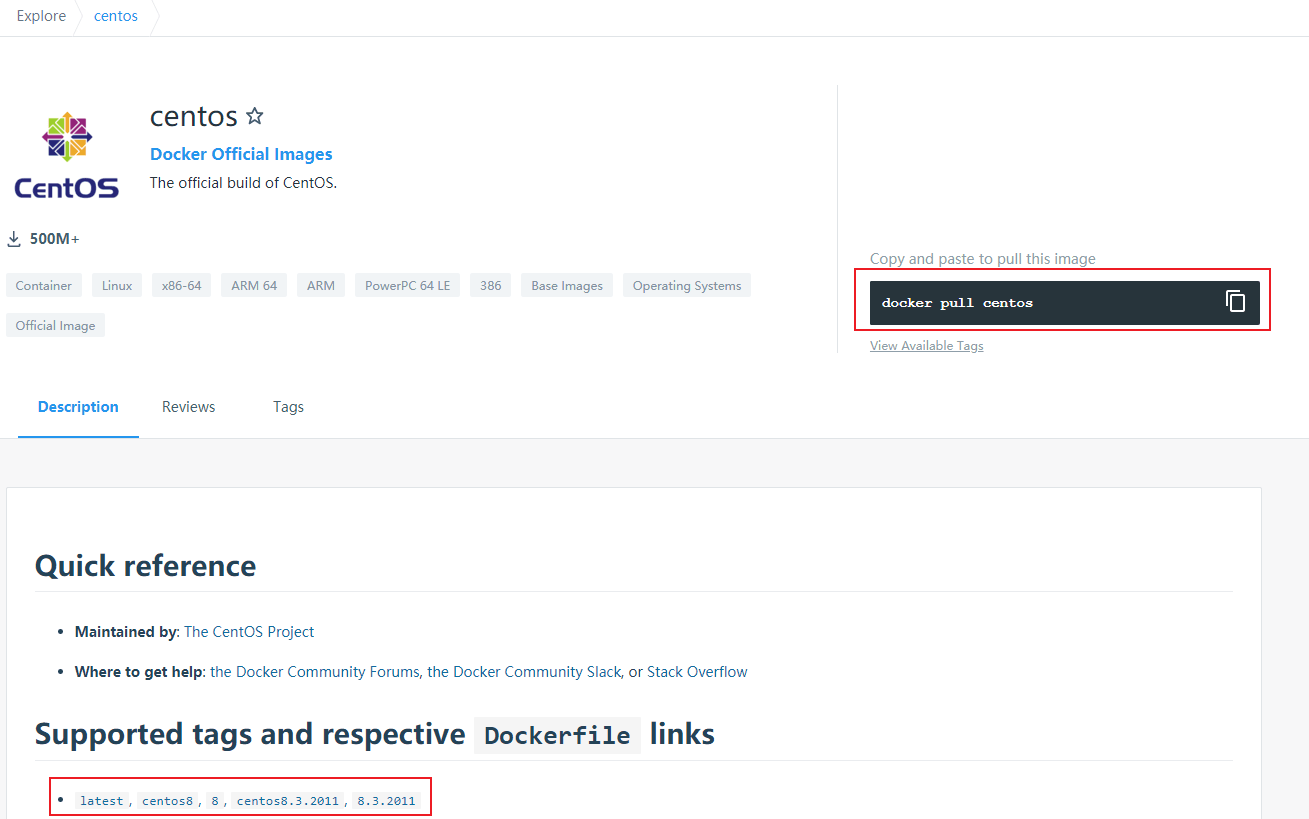 Explore centos
centos
Docker Official Images
The official build of CentOS.
CentOS
500M+
Container Linux x86-64 ARM 64 ARM PowerPC 64 LE 386 Base Images Operating Systems
Official Image
Copy and paste to pull this image
docker pull centos
View Available Tags
Description Reviews Tags
Quick reference
• Maintained by: The CentOS Project
• Where to get help: the Docker Community Forums, the Docker Community Slack, or Stack Overflow
Supported tags and respective Dockerfile links
• latest, centos8, 8, centos8.3.2011, 8.3.2011